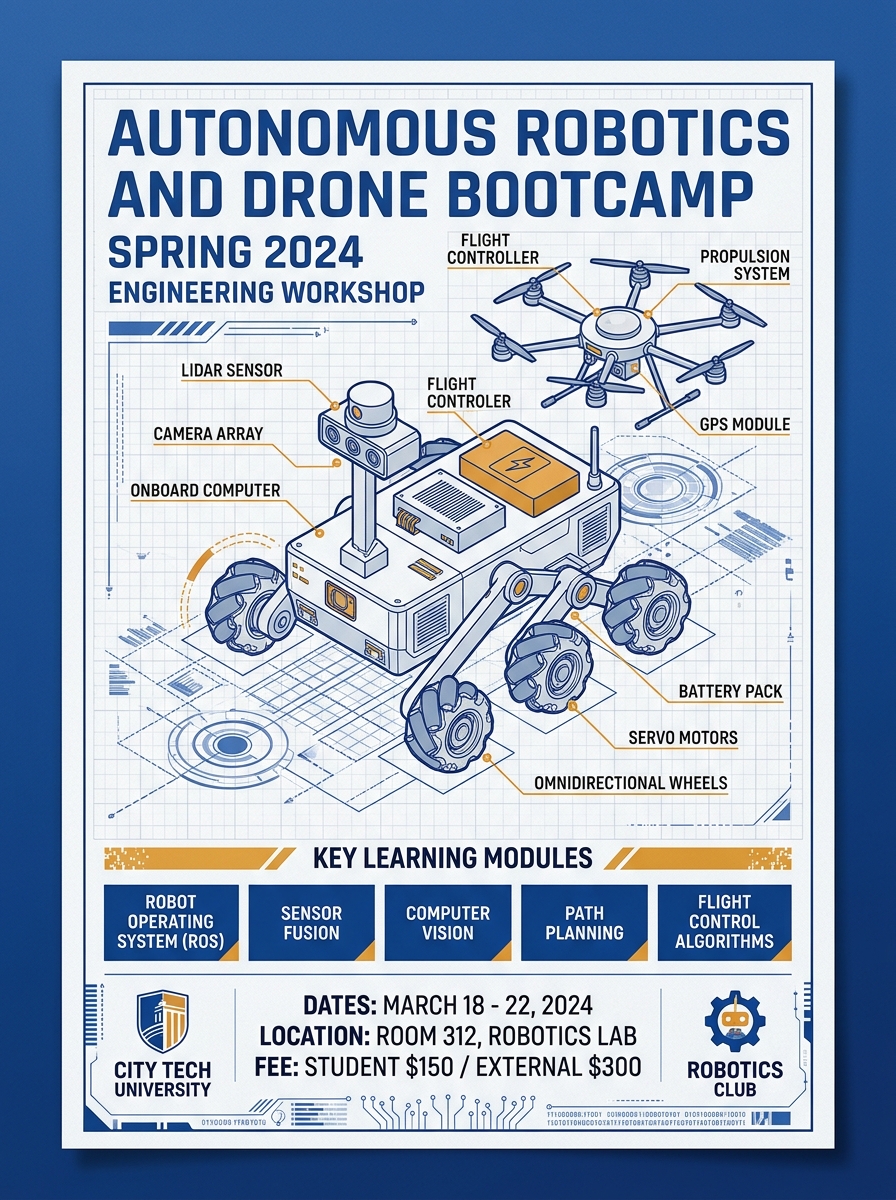 AUTONOMOUS ROBOTICS
AND DRONE BOOTCAMP
SPRING 2024
ENGINEERING WORKSHOP
FLIGHT
CONTROLLER
PROPULSION
SYSTEM
LIDAR SENSOR
FLIGHT
CONTROLER
CAMERA ARRAY
GPS MODULE
ONBOARD COMPUTER
BATTERY PACK
SERVO MOTORS
OMNIDIRECTIONAL WHEELS
KEY LEARNING MODULES
ROBOT
OPERATING
SYSTEM (ROS)
SENSOR
FUSION
COMPUTER
VISION
PATH
PLANNING
FLIGHT
CONTROL
ALGORITHMS
DATES: MARCH 18 - 22, 2024
LOCATION: ROOM 312, ROBOTICS LAB
FEE: STUDENT $150 / EXTERNAL $300
CITY TECH
UNIVERSITY
ROBOTICS
CLUB